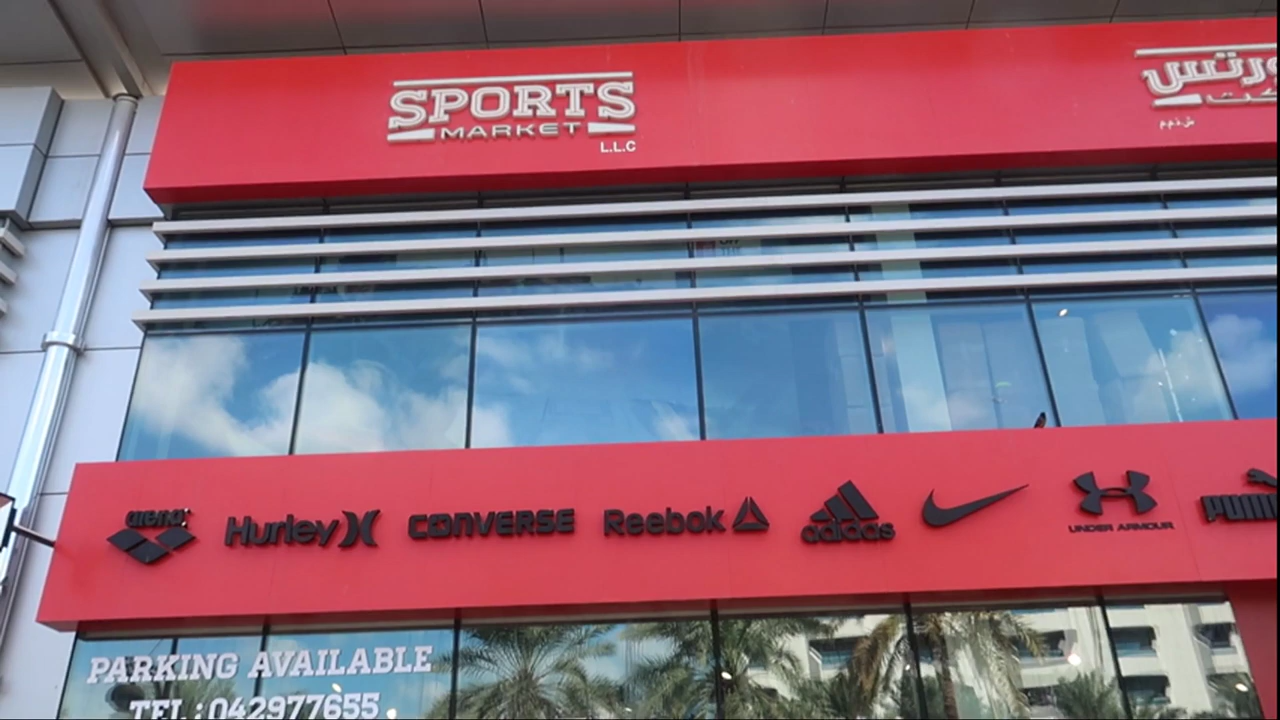 SPORTS
MARKET
L.L.C
arena
Hurley
CONVERSE
Reebok
adidas
UNDER ARMOUR
PUMA
PARKING AVAILABLE
TEL : 042977655